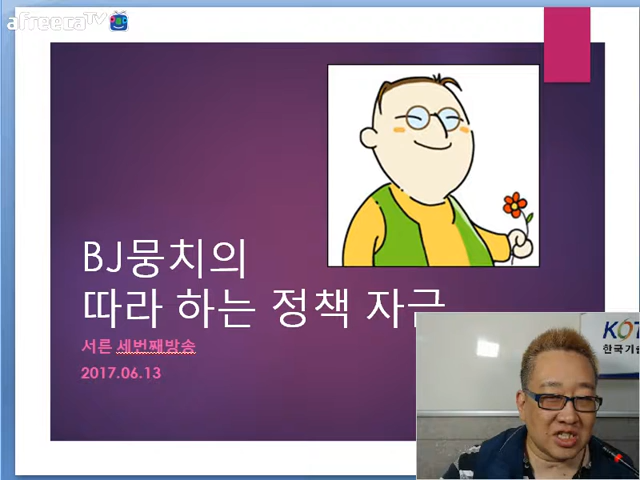 afreecaTV
BJ뭉치의
따라 하는 정책 자금
서른 세번째방송
2017.06.13
한국기술